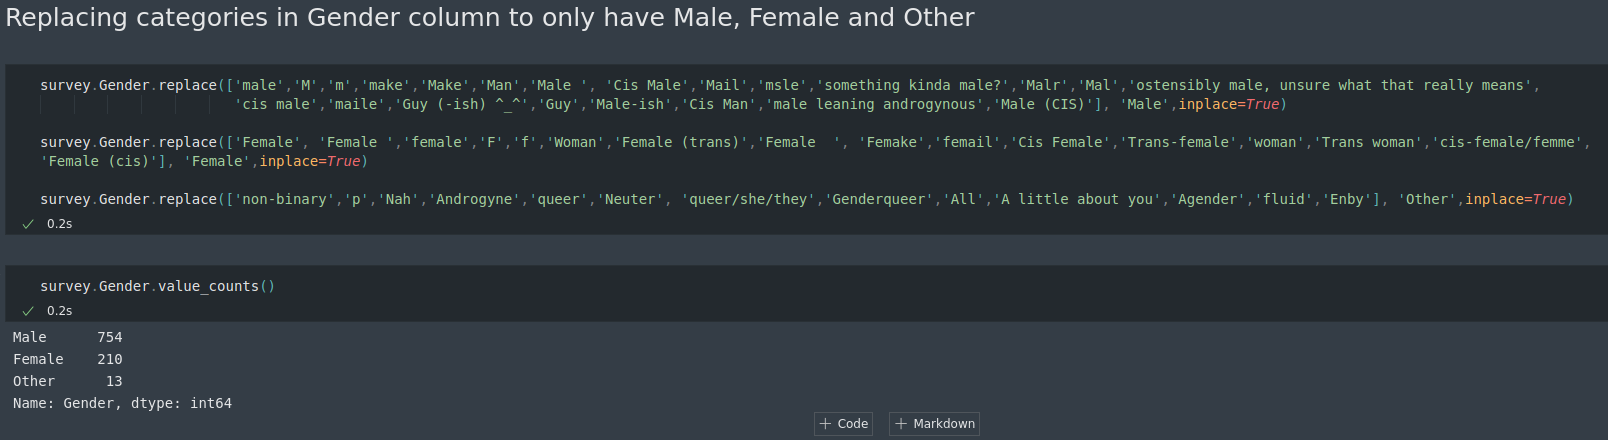 Replacing categories in Gender column to only have Male, Female and Other
survey.Gender.replace(['male','M','m','make','Make','Man','Male ', 'Cis Male','Mail','msle','something kinda male?','Malr','Mal','ostensibly male, unsure what that really means',
'cis male','maile','Guy (-ish) ^_^','Guy','Male-ish','Cis Man','male leaning androgynous','Male (CIS)'], 'Male',inplace=True)
survey.Gender.replace(['Female', 'Female ','female','F','f','Woman','Female (trans)','Female  ', 'Femake','femail','Cis Female','Trans-female','woman','Trans woman','cis-female/femme',
'Female (cis)'], 'Female',inplace=True)
survey.Gender.replace(['non-binary','p','Nah','Androgyne','queer','Neuter', 'queer/she/they','Genderqueer','All','A little about you','Agender','fluid','Enby'], 'Other',inplace=True)
✓ 0.2s
survey.Gender.value_counts()
✓ 0.2s
Male 754
Female 210
Other 13
Name: Gender, dtype: int64
+ Code + Markdown